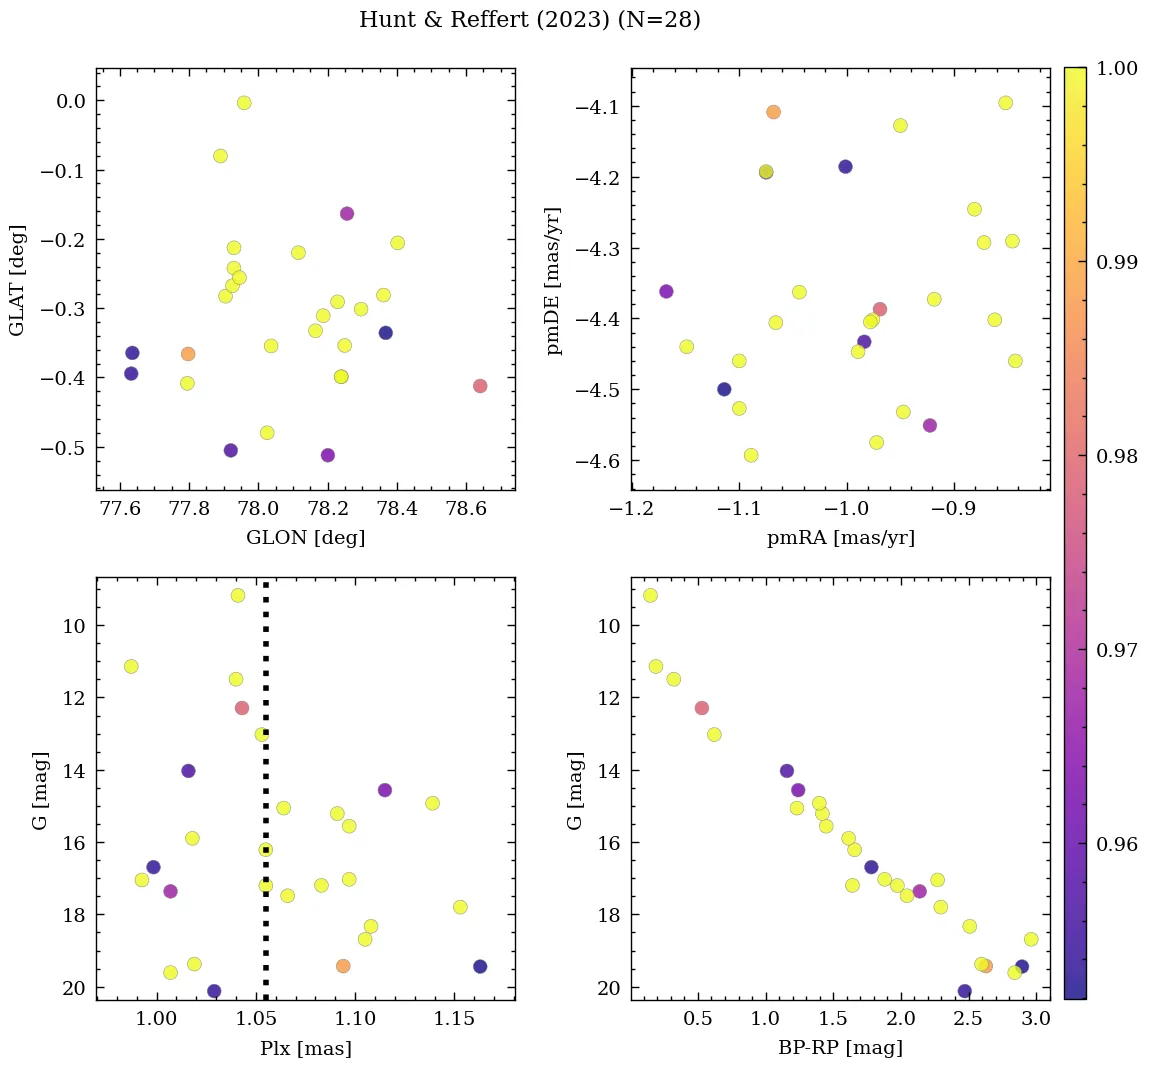 Hunt & Reffert (2023) (N=28)
0.0
−0.1
−0.2
−0.3
−0.4
−0.5
GLAT [deg]
77.6 77.8 78.0 78.2 78.4 78.6
GLON [deg]
−4.1
−4.2
−4.3
−4.4
−4.5
−4.6
pmDE [mas/yr]
−1.2 −1.1 −1.0 −0.9
pmRA [mas/yr]
1.00
0.99
0.98
0.97
0.96
10
12
14
16
18
20
G [mag]
1.00 1.05 1.10 1.15
Plx [mas]
10
12
14
16
18
20
G [mag]
0.5 1.0 1.5 2.0 2.5 3.0
BP-RP [mag]